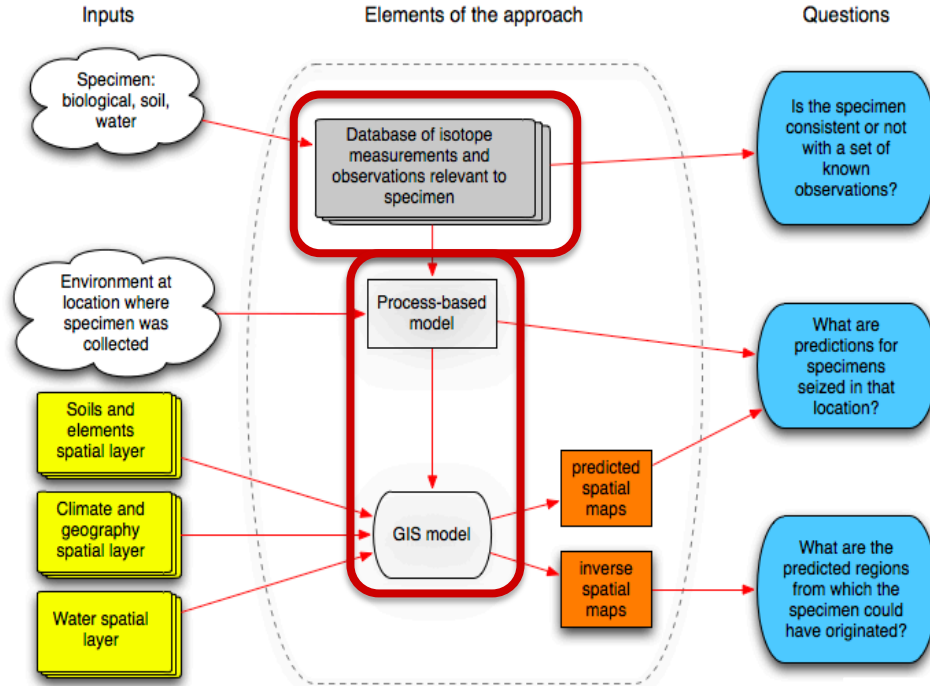 Inputs
Elements of the approach
Questions
Specimen:
biological, soil,
water
Database of isotope
measurements and
observations relevant to
specimen
Is the specimen
consistent or not
with a set of
known
observations?
Environment at
location where
specimen was
collected
Process-based
model
What are
predictions for
specimens
seized in that
location?
Soils and
elements
spatial layer
Climate and
geography
spatial layer
Water spatial
layer
GIS model
predicted
spatial
maps
inverse
spatial
maps
What are the
predicted regions
from which the
specimen could
have originated?